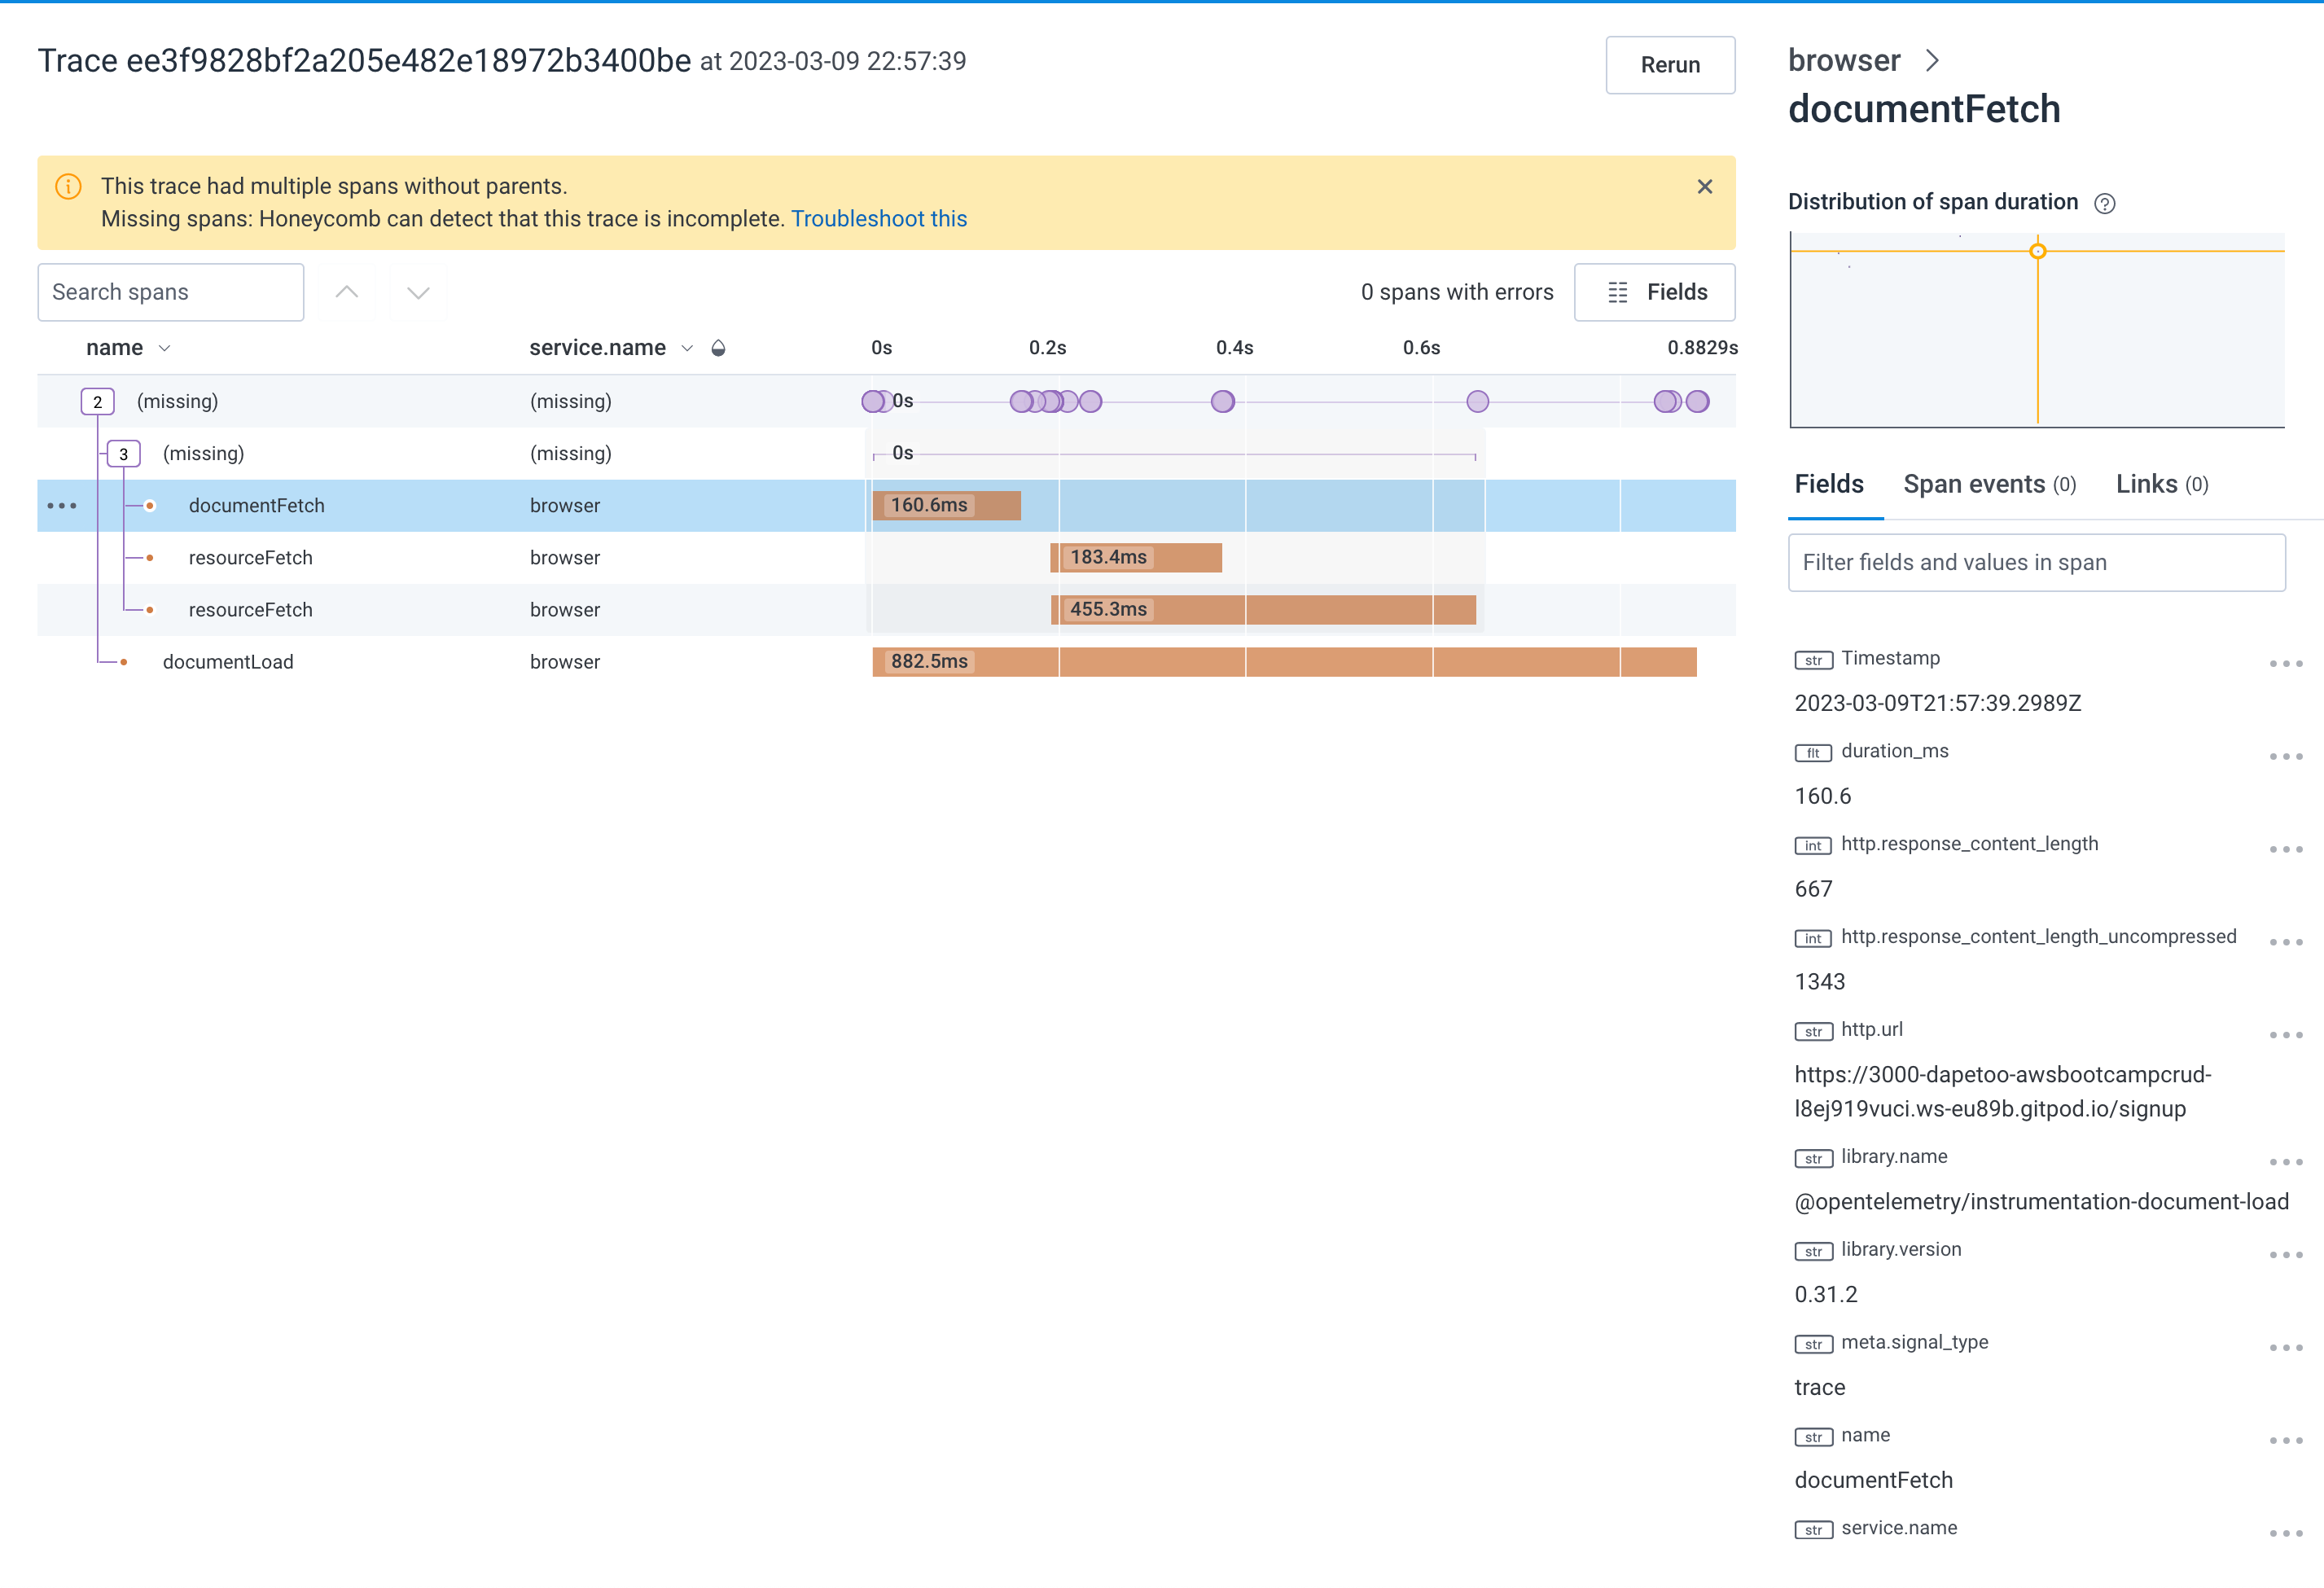 Trace ee3f9828bf2a205e482e18972b3400be at 2023-03-09 22:57:39
Rerun
This trace had multiple spans without parents.
Missing spans: Honeycomb can detect that this trace is incomplete. Troubleshoot this
Search spans
0 spans with errors
Fields
name service.name 0s 0.2s 0.4s 0.6s 0.8829s
2 (missing) (missing) 0s
3 (missing) (missing) 0s
documentFetch browser 160.6ms
resourceFetch browser 183.4ms
resourceFetch browser 455.3ms
documentLoad browser 882.5ms
browser
documentFetch
Distribution of span duration ?
Fields Span events (0) Links (0)
Filter fields and values in span
str Timestamp
2023-03-09T21:57:39.2989Z
flt duration_ms
160.6
int http.response_content_length
667
int http.response_content_length_uncompressed
1343
str http.url
https://3000-dapetoo-awsbootcampcrud-
l8ej919vuci.ws-eu89b.gitpod.io/signup
str library.name
@opentelemetry/instrumentation-document-load
str library.version
0.31.2
str meta.signal_type
trace
str name
documentFetch
str service.name